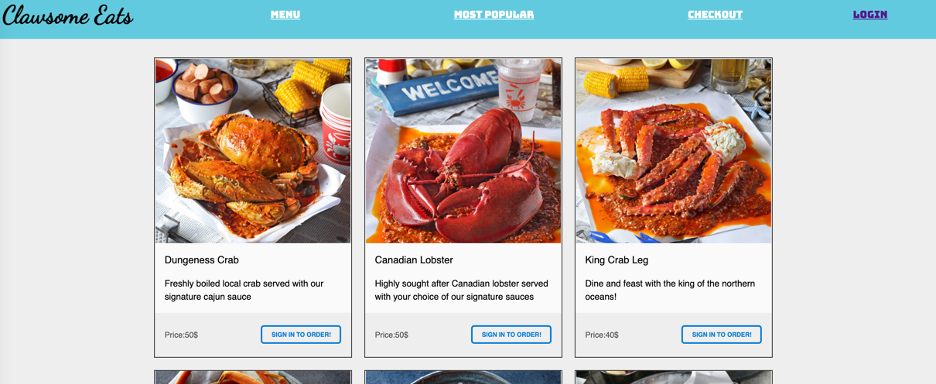 Clawsome Eats
MENU
MOST POPULAR
CHECKOUT
LOGIN
WELCOME
Dungeness Crab
Freshly boiled local crab served with our
signature cajun sauce
Price:50$
SIGN IN TO ORDER!
Canadian Lobster
Highly sought after Canadian lobster served
with your choice of our signature sauces
Price:50$
SIGN IN TO ORDER!
King Crab Leg
Dine and feast with the king of the northern
oceans!
Price:40$
SIGN IN TO ORDER!